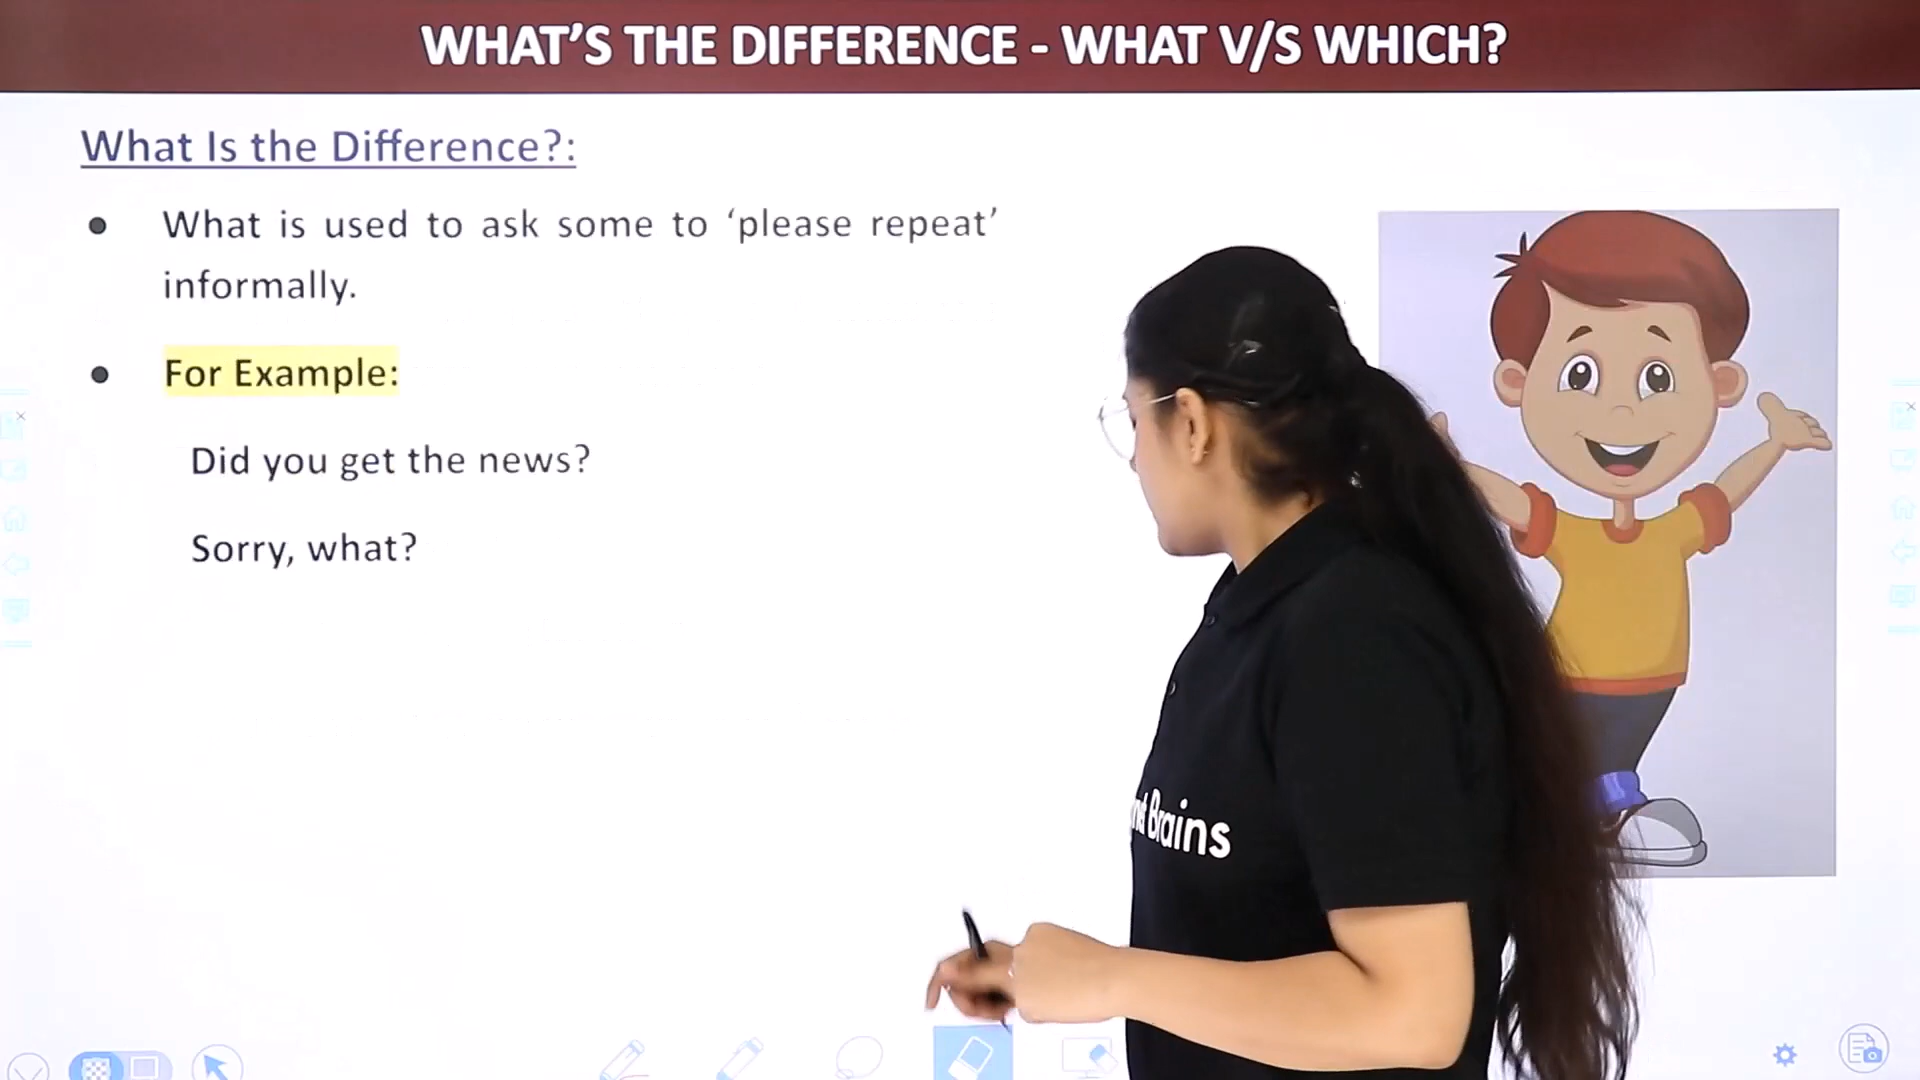 WHAT’S THE DIFFERENCE - WHAT V/S WHICH?
What Is the Difference?:
● What is used to ask some to ‘please repeat’
informally.
● For Example:
Did you get the news?
Sorry, what?
Brains